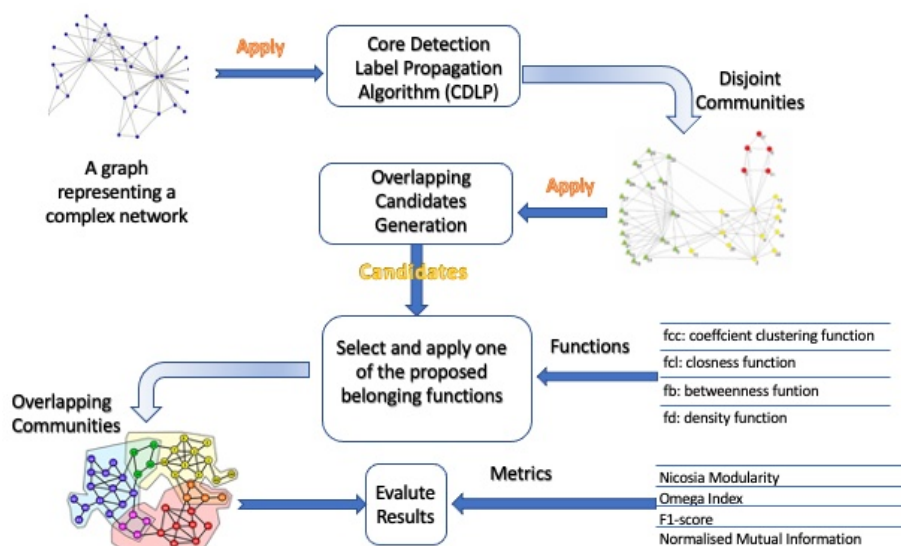 Apply
Core Detection
Label Propagation
Algorithm (CDLP)
Disjoint
Communities
A graph
representing a
complex network
Overlapping
Candidates
Generation
Apply
Candidates
Select and apply one
of the proposed
belonging functions
Functions
fcc: coeffcient clustering function
fcl: closness function
fb: betweenness funtion
fd: density function
Overlapping
Communities
Evalute
Results
Metrics
Nicosia Modularity
Omega Index
F1-score
Normalised Mutual Information